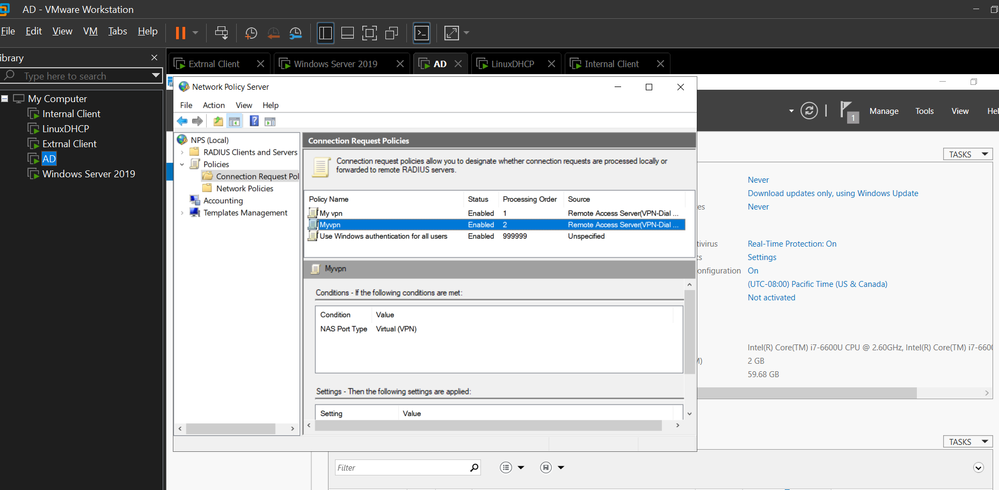 AD - VMware Workstation
File Edit View VM Tabs Help
ibrary
Type here to search
My Computer
Internal Client
LinuxDHCP
Extrnal Client
AD
Windows Server 2019
Extrnal Client
Windows Server 2019
AD
LinuxDHCP
Internal Client
Network Policy Server
File Action View Help
NPS (Local)
RADIUS Clients and Servers
Policies
Connection Request Pol
Network Policies
Accounting
Templates Management
Connection Request Policies
Connection request policies allow you to designate whether connection requests are processed locally or
forwarded to remote RADIUS servers.
Policy Name Status Processing Order Source
My vpn Enabled 1 Remote Access Server(VPN-Dial ...
Myvpn Enabled 2 Remote Access Server(VPN-Dial ...
Use Windows authentication for all users Enabled 999999 Unspecified
Myvpn
Conditions - If the following conditions are met:
Condition Value
NAS Port Type Virtual (VPN)
Settings - Then the following settings are applied:
Setting Value
1 Manage Tools View Hel
TASKS
Never
Download updates only, using Windows Update
es Never
tivirus Real-Time Protection: On
cs Settings
onfiguration On
(UTC-08:00) Pacific Time (US & Canada)
Not activated
Intel(R) Core(TM) i7-6600U CPU @ 2.60GHz, Intel(R) Core(TM) i7-6600
M) 2 GB
59.68 GB
TASKS
Filter